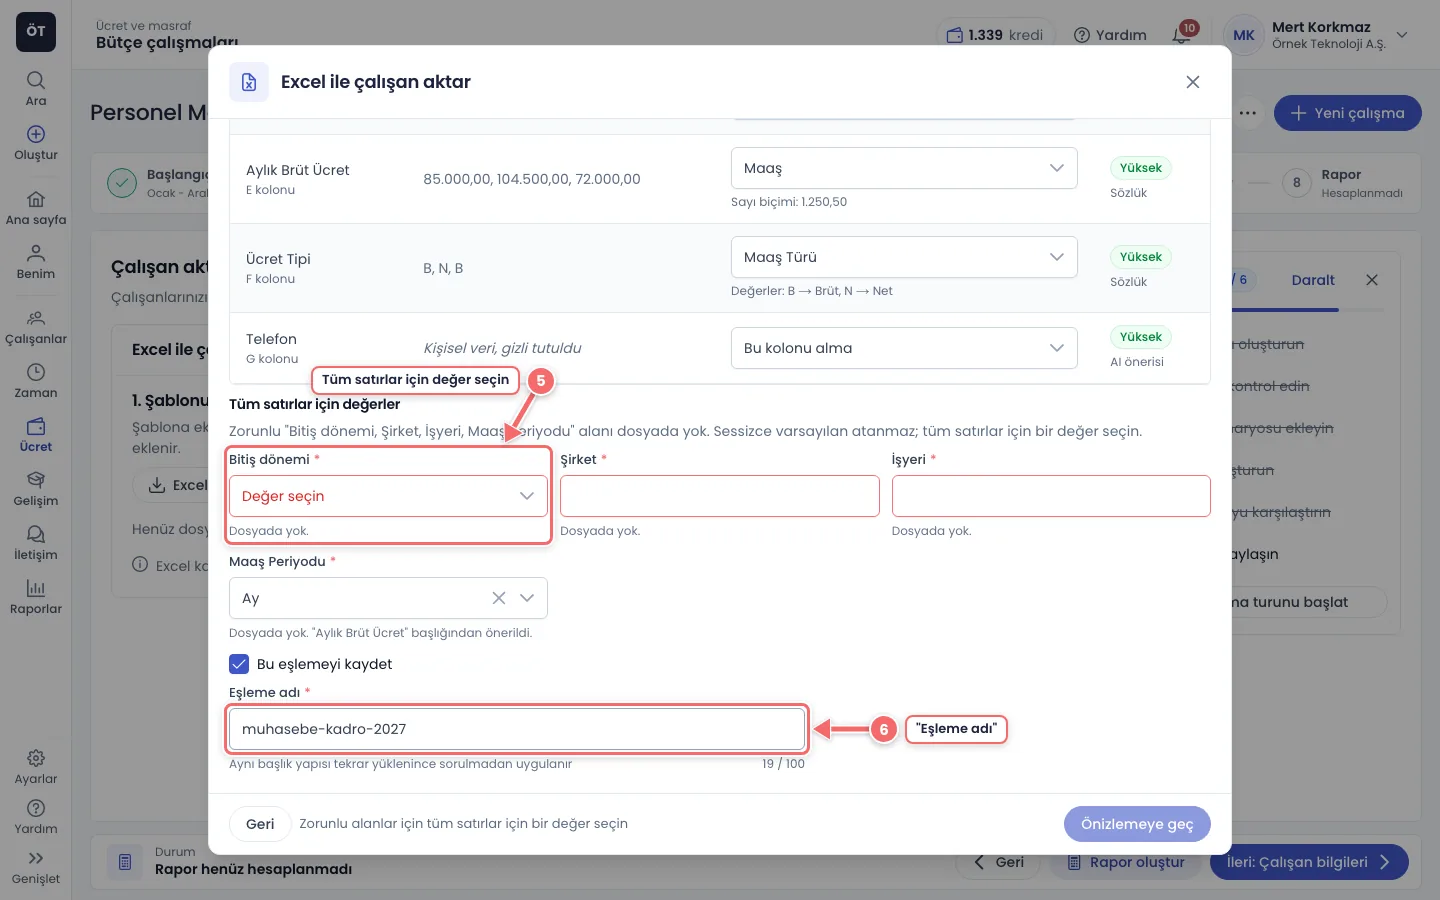 ÖT
Ücret ve masraf
Bütçe çalışmaları
1.339 kredi
Yardım
10
MK
Mert Korkmaz
Örnek Teknoloji A.Ş.
Ara
Oluştur
Ana sayfa
Benim
Çalışanlar
Zaman
Ücret
Gelişim
İletişim
Raporlar
Ayarlar
Yardım
Genişlet
Personel M
Yeni çalışma
Başlangıç
Ocak - Aral
8
Rapor
Hesaplanmadı
Çalışan akt
Çalışanlarınızı
Excel ile ça
1. Şablonu
Şablona ek
eklenir.
Excel
Henüz dosy
Excel ka
/ 6
Daralt
oluşturun
kontrol edin
naryosu ekleyin
şturun
yu karşılaştırın
aylaşın
ma turunu başlat
Excel ile çalışan aktar
Aylık Brüt Ücret
E kolonu
85.000,00, 104.500,00, 72.000,00
Maaş
Sayı biçimi: 1.250,50
Yüksek
Sözlük
Ücret Tipi
F kolonu
B, N, B
Maaş Türü
Değerler: B → Brüt, N → Net
Yüksek
Sözlük
Telefon
G kolonu
Kişisel veri, gizli tutuldu
Bu kolonu alma
Yüksek
AI önerisi
Tüm satırlar için değer seçin
5
Tüm satırlar için değerler
Zorunlu "Bitiş dönemi, Şirket, İşyeri, Maaş Periyodu" alanı dosyada yok. Sessizce varsayılan atanmaz; tüm satırlar için bir değer seçin.
Bitiş dönemi *
Değer seçin
Dosyada yok.
Şirket *
Dosyada yok.
İşyeri *
Dosyada yok.
Maaş Periyodu *
Ay
Dosyada yok. "Aylık Brüt Ücret" başlığından önerildi.
Bu eşlemeyi kaydet
Eşleme adı *
muhasebe-kadro-2027
6
"Eşleme adı"
Aynı başlık yapısı tekrar yüklenince sorulmadan uygulanır
19 / 100
Geri
Zorunlu alanlar için tüm satırlar için bir değer seçin
Önizlemeye geç
Durum
Rapor henüz hesaplanmadı
Geri
Rapor oluştur
İleri: Çalışan bilgileri